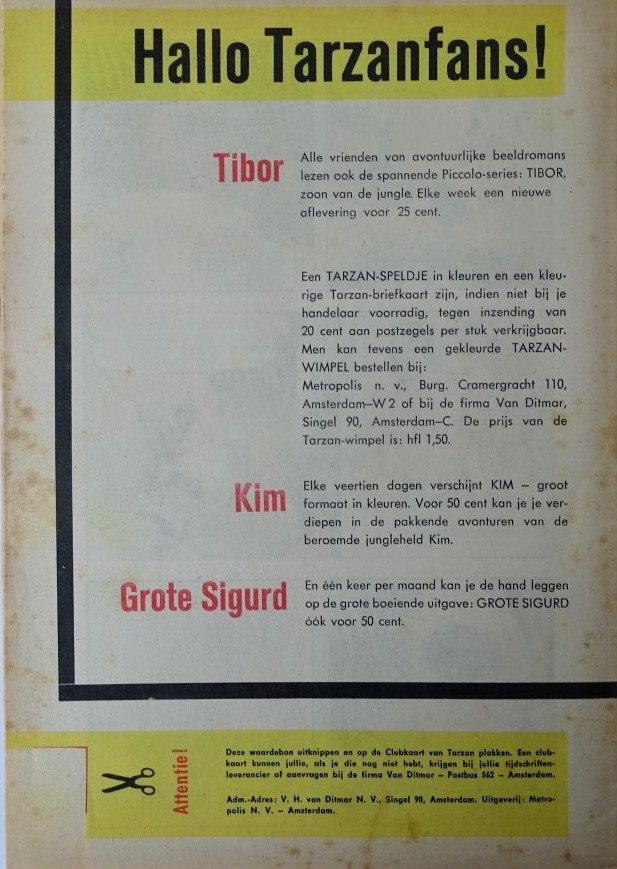 Hallo Tarzanfans!
Tibor
Alle vrienden van avontuurlijke beeldromans
lezen ook de spannende Piccolo-series: TIBOR,
zoon van de jungle. Elke week een nieuwe
aflevering voor 25 cent.
Een TARZAN-SPELDJE in kleuren en een kleu-
rige Tarzan-briefkaart zijn, indien niet bij je
handelaar voorradig, tegen inzending van
20 cent aan postzegels per stuk verkrijgbaar.
Men kan tevens een gekleurde TARZAN-
WIMPEL bestellen bij:
Metropolis n. v., Burg. Cramergracht 110,
Amsterdam–W 2 of bij de firma Van Ditmar,
Singel 90, Amsterdam–C. De prijs van de
Tarzan-wimpel is: hfl 1,50.
Kim
Elke veertien dagen verschijnt KIM – groot
formaat in kleuren. Voor 50 cent kan je je ver-
diepen in de pakkende avonturen van de
beroemde jungleheld Kim.
Grote Sigurd
En één keer per maand kan je de hand leggen
op de grote boeiende uitgave: GROTE SIGURD
óók voor 50 cent.
Attentie!
Deze waardebon uitknippen en op de Clubkaart van Tarzan plakken. Een club-
kaart kunnen jullie, als je die nog niet hebt, krijgen bij jullie tijdschriften-
leverancier of aanvragen bij de firma Van Ditmar – Postbus 562 – Amsterdam.
Adm.-Adres: V. H. van Ditmar N. V., Singel 90, Amsterdam. Uitgeverij: Metro-
polis N. V. – Amsterdam.